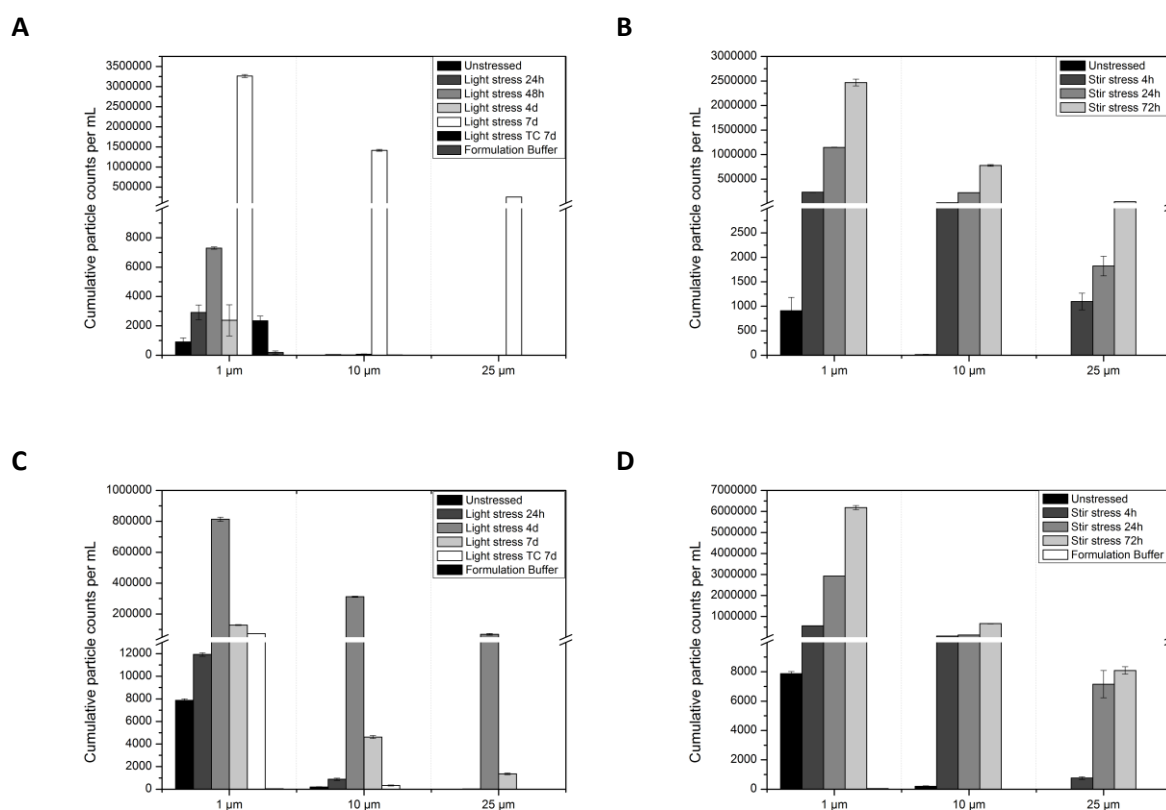 A
Cumulative particle counts per mL
3500000
3000000
2500000
2000000
1500000
1000000
500000
8000
6000
4000
2000
0
1 µm
10 µm
25 µm
Unstressed
Light stress 24h
Light stress 48h
Light stress 4d
Light stress 7d
Light stress TC 7d
Formulation Buffer
B
Cumulative particle counts per mL
3000000
2500000
2000000
1500000
1000000
500000
2500
2000
1500
1000
500
0
1 µm
10 µm
25 µm
Unstressed
Stir stress 4h
Stir stress 24h
Stir stress 72h
C
Cumulative particle counts per mL
1000000
800000
600000
400000
200000
12000
10000
8000
6000
4000
2000
0
1 µm
10 µm
25 µm
Unstressed
Light stress 24h
Light stress 4d
Light stress 7d
Light stress TC 7d
Formulation Buffer
D
Cumulative particle counts per mL
7000000
6000000
5000000
4000000
3000000
2000000
1000000
8000
6000
4000
2000
0
1 µm
10 µm
25 µm
Unstressed
Stir stress 4h
Stir stress 24h
Stir stress 72h
Formulation Buffer